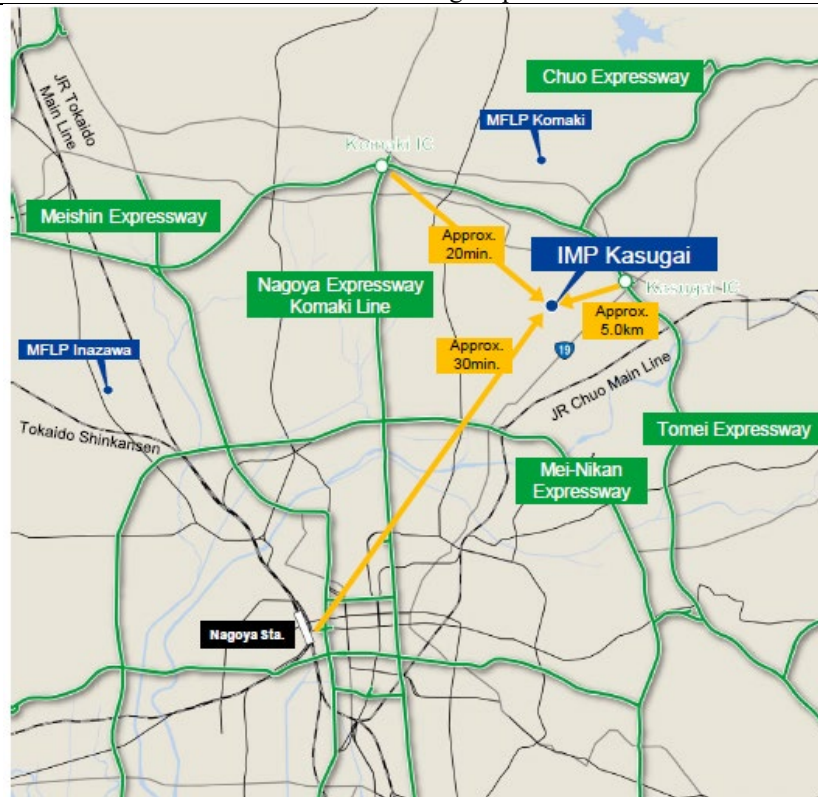 Chuo Expressway
JR Tokaido
Main Line
MFLP Komaki
Komaki IC
Meishin Expressway
Approx.
20min.
IMP Kasugai
Nagoya Expressway
Komaki Line
Kasugai IC
Approx.
5.0km
Approx.
30min.
19
MFLP Inazawa
JR Chuo Main Line
Tokaido Shinkansen
Tomei Expressway
Mei-Nikan
Expressway
Nagoya Sta.